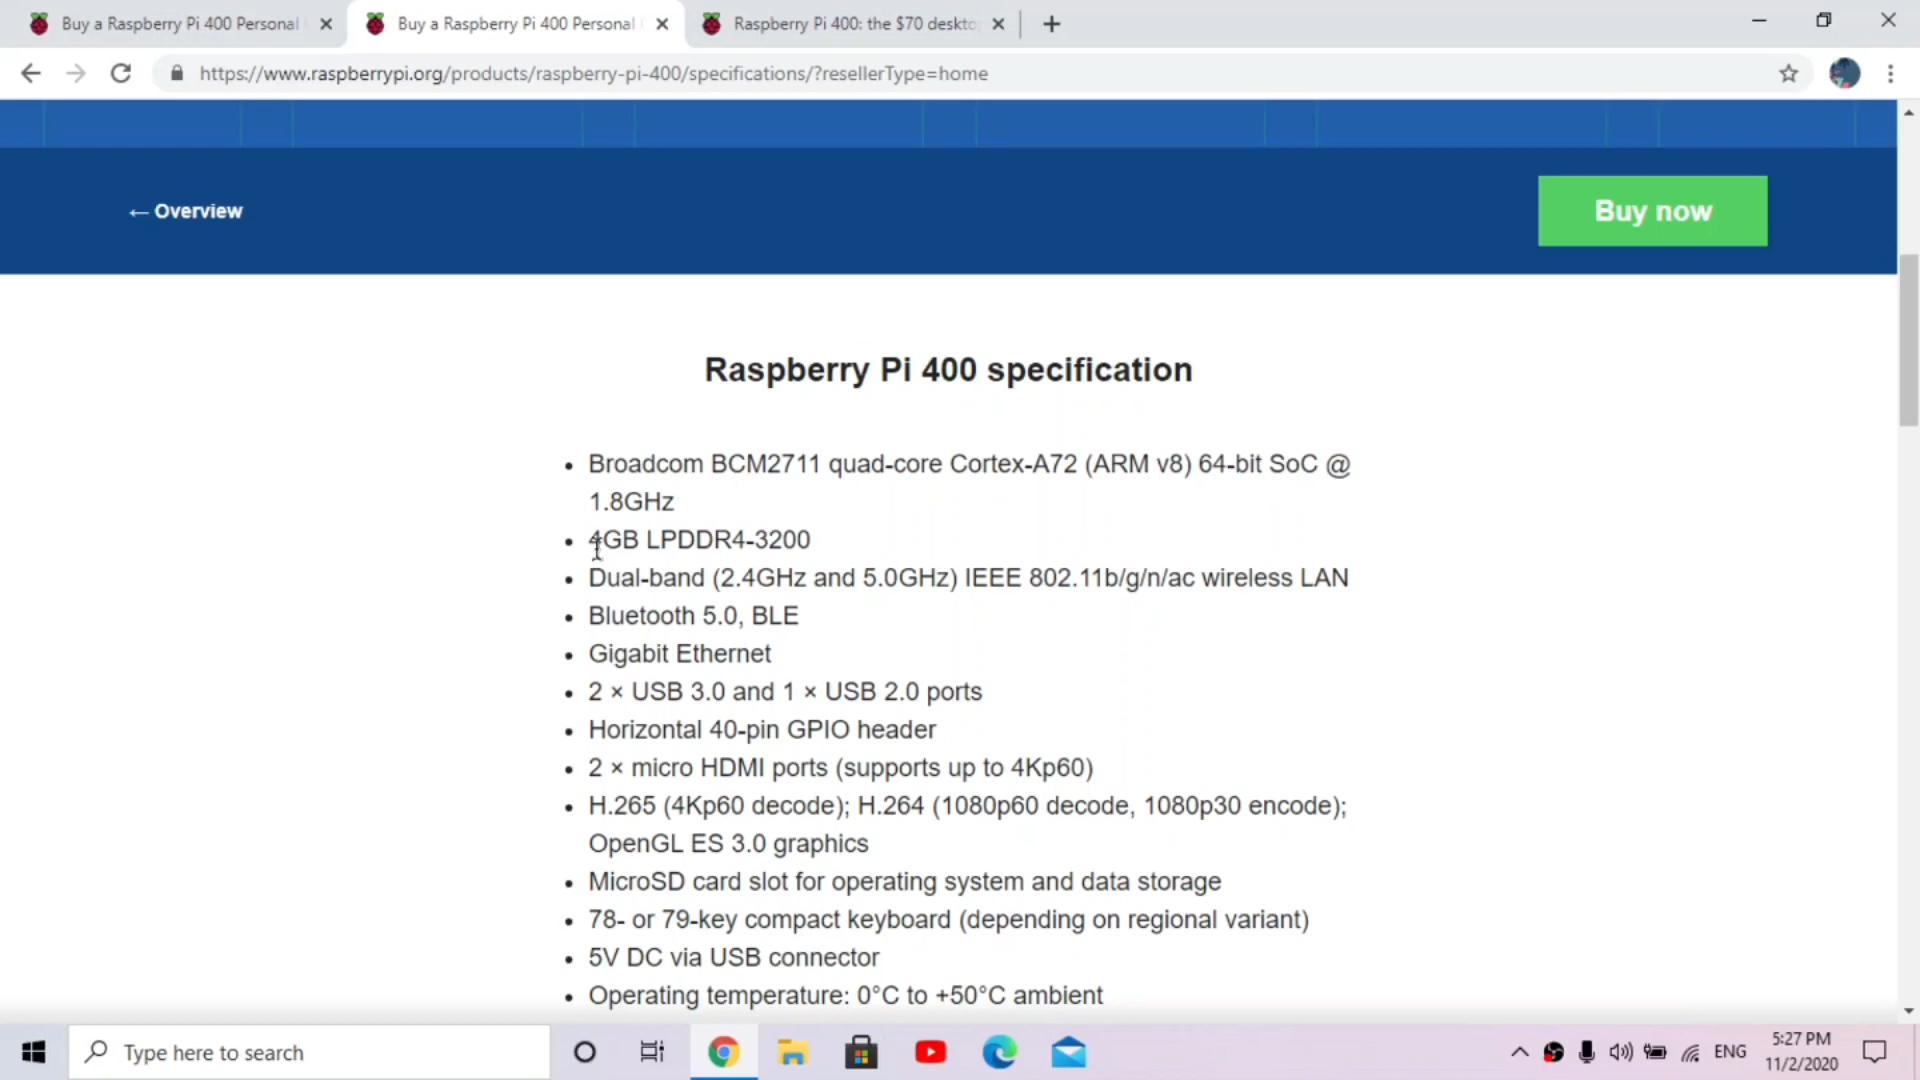 Buy a Raspberry Pi 400 Personal
Buy a Raspberry Pi 400 Personal
Raspberry Pi 400: the $70 deskto
https://www.raspberrypi.org/products/raspberry-pi-400/specifications/?resellerType=home
← Overview
Buy now
Raspberry Pi 400 specification
• Broadcom BCM2711 quad-core Cortex-A72 (ARM v8) 64-bit SoC @
1.8GHz
• 4GB LPDDR4-3200
• Dual-band (2.4GHz and 5.0GHz) IEEE 802.11b/g/n/ac wireless LAN
• Bluetooth 5.0, BLE
• Gigabit Ethernet
• 2 × USB 3.0 and 1 × USB 2.0 ports
• Horizontal 40-pin GPIO header
• 2 × micro HDMI ports (supports up to 4Kp60)
• H.265 (4Kp60 decode); H.264 (1080p60 decode, 1080p30 encode);
OpenGL ES 3.0 graphics
• MicroSD card slot for operating system and data storage
• 78- or 79-key compact keyboard (depending on regional variant)
• 5V DC via USB connector
• Operating temperature: 0°C to +50°C ambient
Type here to search
ENG
5:27 PM
11/2/2020